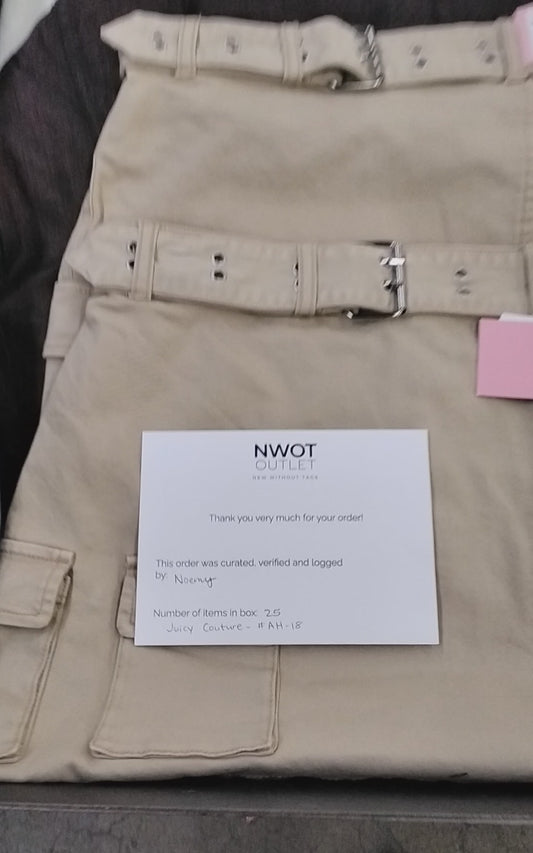 NWOT
OUTLET
NEW WITHOUT TAGS
Thank you very much for your order!
This order was curated, verified and logged
by: Noemy
Number of items in box: 25
Juicy Couture - #AH-18